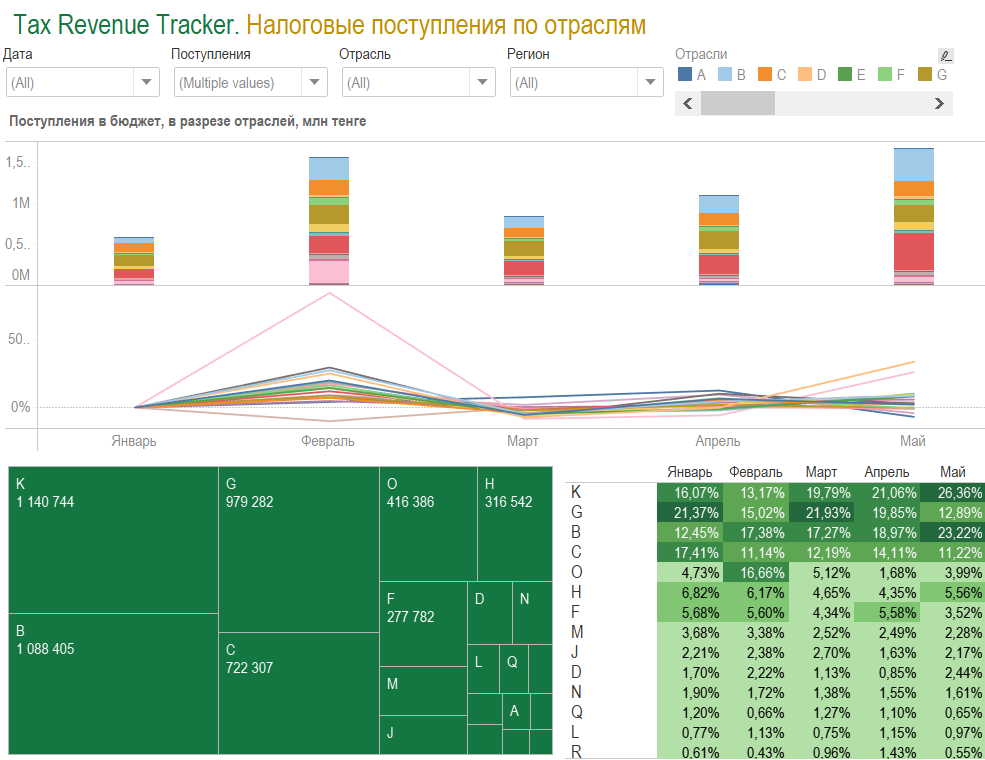 Tax Revenue Tracker. Налоговые поступления по отраслям
Дата Поступления Отрасль Регион Отрасли
(All) (Multiple values) (All) (All)
A B C D E F G
Поступления в бюджет, в разрезе отраслей, млн тенге
1,5..
1M
0,5..
0M
50..
0%
Январь Февраль Март Апрель Май
K
1 140 744
B
1 088 405
G
979 282
C
722 307
O
416 386
H
316 542
F
277 782
M
J
D
N
L
Q
A
Январь Февраль Март Апрель Май
K 16,07% 13,17% 19,79% 21,06% 26,36%
G 21,37% 15,02% 21,93% 19,85% 12,89%
B 12,45% 17,38% 17,27% 18,97% 23,22%
C 17,41% 11,14% 12,19% 14,11% 11,22%
O 4,73% 16,66% 5,12% 1,68% 3,99%
H 6,82% 6,17% 4,65% 4,35% 5,56%
F 5,68% 5,60% 4,34% 5,58% 3,52%
M 3,68% 3,38% 2,52% 2,49% 2,28%
J 2,21% 2,38% 2,70% 1,63% 2,17%
D 1,70% 2,22% 1,13% 0,85% 2,44%
N 1,90% 1,72% 1,38% 1,55% 1,61%
Q 1,20% 0,66% 1,27% 1,10% 0,65%
L 0,77% 1,13% 0,75% 1,15% 0,97%
R 0,61% 0,43% 0,96% 1,43% 0,55%